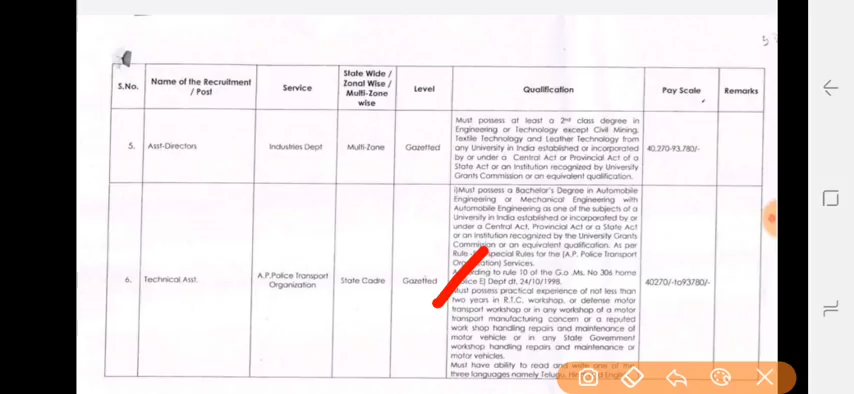 5
S.No.
Name of the Recruitment
/ Post
Service
State Wide /
Zonal Wise /
Multi-Zone
wise
Level
Qualification
Pay Scale
Remarks
5.
Asst-Directors
Industries Dept
Multi-Zone
Gazetted
Must possess at least a 2nd class degree in
Engineering or Technology except Civil Mining,
Textile Technology and Leather Technology from
any University in India established or incorporated
by or under a Central Act or Provincial Act of a
State Act or an Institution recognized by University
Grants Commission or an equivalent qualification.
40,270-93,780/-
6.
Technical Asst.
A.P.Police Transport
Organization
State Cadre
Gazetted
i)Must possess a Bachelor's Degree in Automobile
Engineering or Mechanical Engineering with
Automobile Engineering as one of the subjects of a
University in India established or incorporated by or
under a Central Act, Provincial Act or a State Act
or an Institution recognized by the University Grants
Commission or an equivalent qualification. As per
Rule special Rules for the (A.P. Police Transport
Services.
to rule 10 of the G.o .Ms. No 306 home
E] Dept dt. 24/10/1998.
Must possess practical experience of not less than
two years in R.T.C. workshop, or defense motor
transport workshop or in any workshop of a motor
transport manufacturing concern or a reputed
work shop handling repairs and maintenance of
motor vehicle or in any State Government
workshop handling repairs and maintenance or
motor vehicles.
Must have ability to read and write one of the
three languages namely
40270/-to93780/-